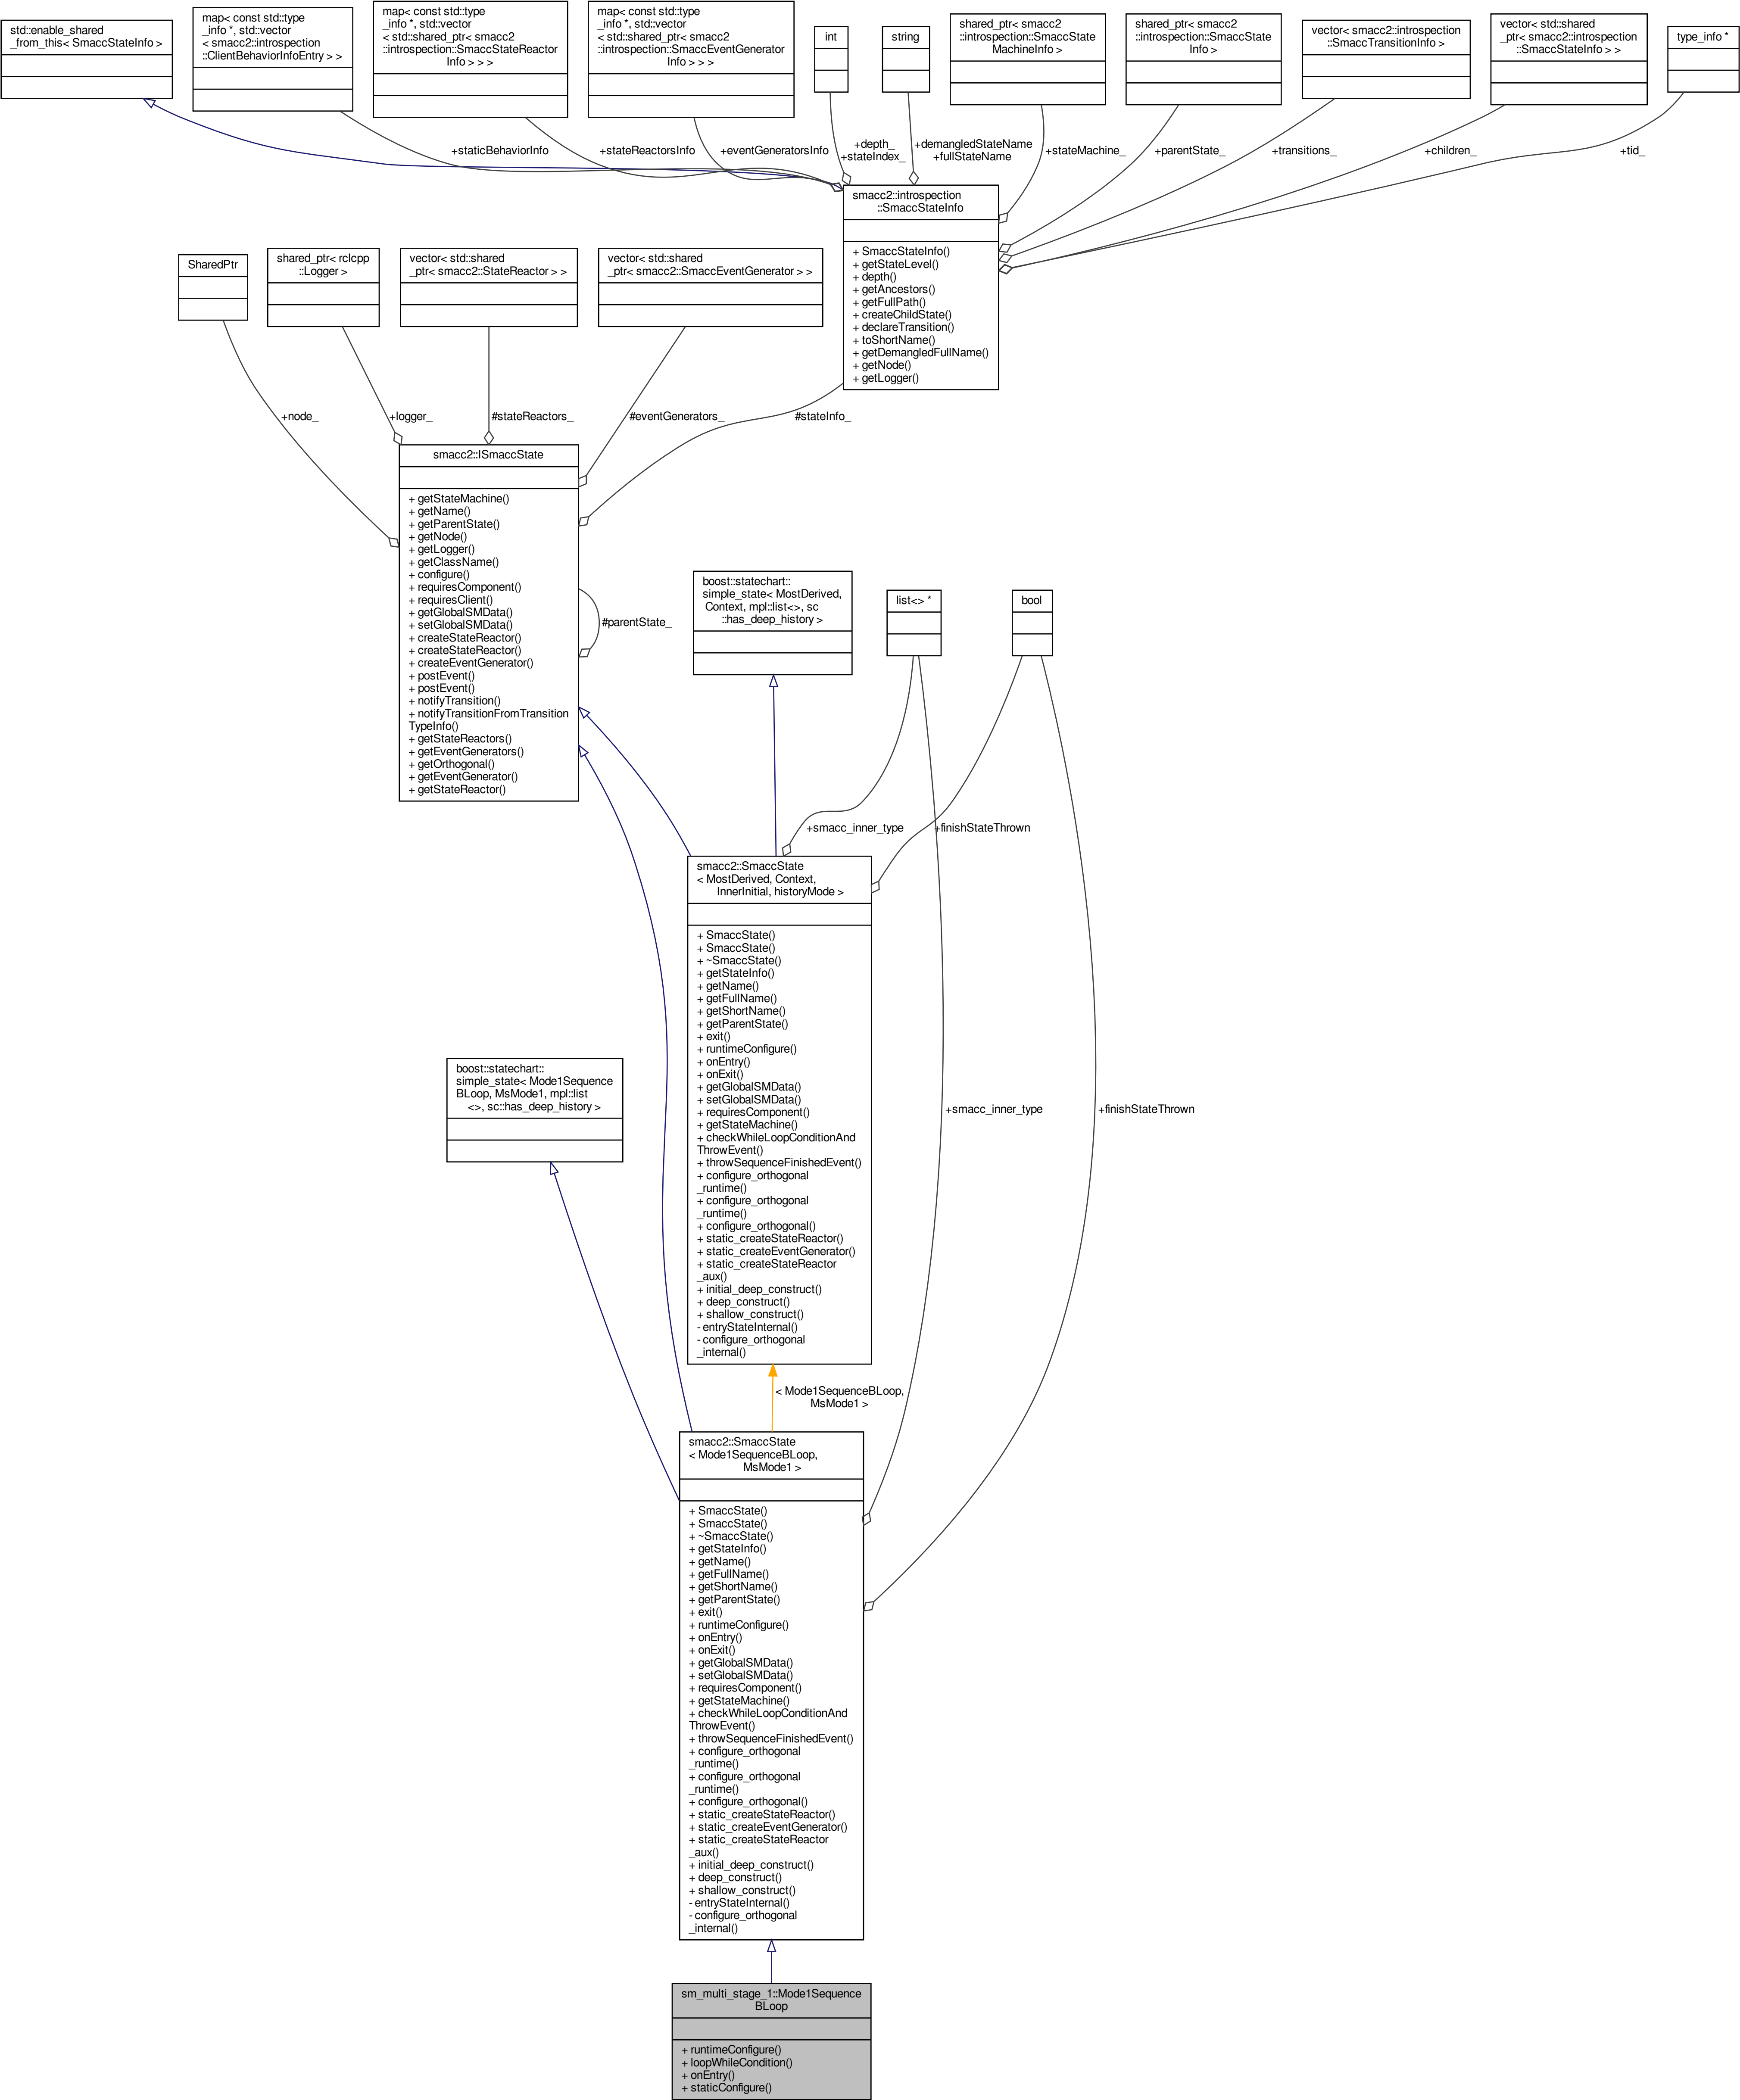 std::enable_shared
_from_this< SmaccStateInfo >
map< const std::type
_info *, std::vector
< smacc2::introspection
::ClientBehaviorInfoEntry > >
map< const std::type
_info *, std::vector
< std::shared_ptr< smacc2
::introspection::SmaccStateReactor
Info > > >
map< const std::type
_info *, std::vector
< std::shared_ptr< smacc2
::introspection::SmaccEventGenerator
Info > > >
int
string
shared_ptr< smacc2
::introspection::SmaccState
MachineInfo >
shared_ptr< smacc2
::introspection::SmaccState
Info >
vector< smacc2::introspection
::SmaccTransitionInfo >
vector< std::shared
_ptr< smacc2::introspection
::SmaccStateInfo > >
type_info *
+staticBehaviorInfo
+stateReactorsInfo
+eventGeneratorsInfo
+depth_
+stateIndex_
+demangledStateName
+fullStateName
+stateMachine_
+parentState_
+transitions_
+children_
+tid_
smacc2::introspection
::SmaccStateInfo
+ SmaccStateInfo()
+ getStateLevel()
+ depth()
+ getAncestors()
+ getFullPath()
+ createChildState()
+ declareTransition()
+ toShortName()
+ getDemangledFullName()
+ getNode()
+ getLogger()
SharedPtr
shared_ptr< rclcpp
::Logger >
vector< std::shared
_ptr< smacc2::StateReactor > >
vector< std::shared
_ptr< smacc2::SmaccEventGenerator > >
+node_
+logger_
#stateReactors_
#eventGenerators_
#stateInfo_
smacc2::ISmaccState
+ getStateMachine()
+ getName()
+ getParentState()
+ getNode()
+ getLogger()
+ getClassName()
+ configure()
+ requiresComponent()
+ requiresClient()
+ getGlobalSMData()
+ setGlobalSMData()
+ createStateReactor()
+ createStateReactor()
+ createEventGenerator()
+ postEvent()
+ postEvent()
+ notifyTransition()
+ notifyTransitionFromTransition
TypeInfo()
+ getStateReactors()
+ getEventGenerators()
+ getOrthogonal()
+ getEventGenerator()
+ getStateReactor()
#parentState_
boost::statechart::
simple_state< MostDerived,
Context, mpl::list<>, sc
::has_deep_history >
list<> *
bool
+smacc_inner_type
+finishStateThrown
smacc2::SmaccState
< MostDerived, Context,
InnerInitial, historyMode >
+ SmaccState()
+ SmaccState()
+ ~SmaccState()
+ getStateInfo()
+ getName()
+ getFullName()
+ getShortName()
+ getParentState()
+ exit()
+ runtimeConfigure()
+ onEntry()
+ onExit()
+ getGlobalSMData()
+ setGlobalSMData()
+ requiresComponent()
+ getStateMachine()
+ checkWhileLoopConditionAnd
ThrowEvent()
+ throwSequenceFinishedEvent()
+ configure_orthogonal
_runtime()
+ configure_orthogonal
_runtime()
+ configure_orthogonal()
+ static_createStateReactor()
+ static_createEventGenerator()
+ static_createStateReactor
_aux()
+ initial_deep_construct()
+ deep_construct()
+ shallow_construct()
- entryStateInternal()
- configure_orthogonal
_internal()
boost::statechart::
simple_state< Mode1Sequence
BLoop, MsMode1, mpl::list
<>, sc::has_deep_history >
+smacc_inner_type
+finishStateThrown
< Mode1SequenceBLoop,
MsMode1 >
smacc2::SmaccState
< Mode1SequenceBLoop,
MsMode1 >
+ SmaccState()
+ SmaccState()
+ ~SmaccState()
+ getStateInfo()
+ getName()
+ getFullName()
+ getShortName()
+ getParentState()
+ exit()
+ runtimeConfigure()
+ onEntry()
+ onExit()
+ getGlobalSMData()
+ setGlobalSMData()
+ requiresComponent()
+ getStateMachine()
+ checkWhileLoopConditionAnd
ThrowEvent()
+ throwSequenceFinishedEvent()
+ configure_orthogonal
_runtime()
+ configure_orthogonal
_runtime()
+ configure_orthogonal()
+ static_createStateReactor()
+ static_createEventGenerator()
+ static_createStateReactor
_aux()
+ initial_deep_construct()
+ deep_construct()
+ shallow_construct()
- entryStateInternal()
- configure_orthogonal
_internal()
sm_multi_stage_1::Mode1Sequence
BLoop
+ runtimeConfigure()
+ loopWhileCondition()
+ onEntry()
+ staticConfigure()